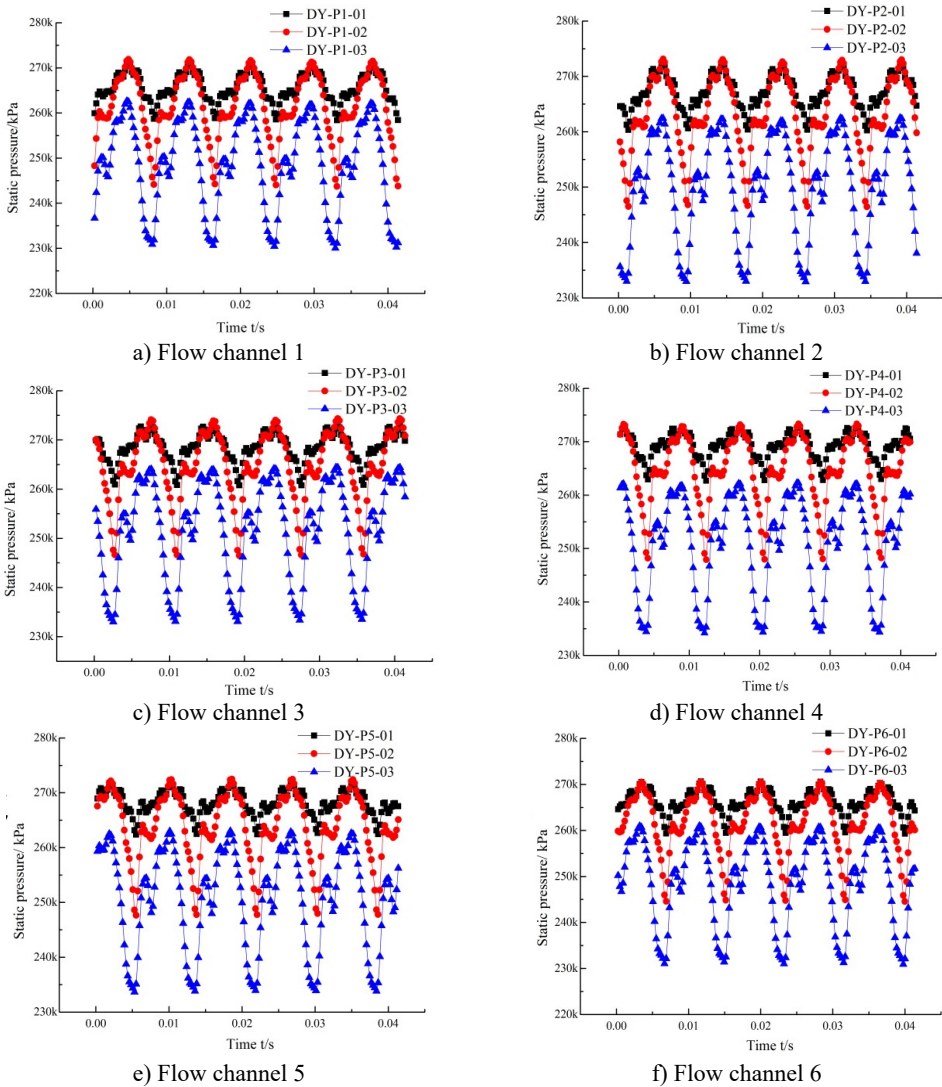 DY-P1-01
DY-P1-02
DY-P1-03
280k
270k
260k
250k
240k
230k
220k
Static pressure/kPa
0.00 0.01 0.02 0.03 0.04
Time t/s
a) Flow channel 1
DY-P2-01
DY-P2-02
DY-P2-03
280k
270k
260k
250k
240k
230k
Static pressure /kPa
0.00 0.01 0.02 0.03 0.04
Time t/s
b) Flow channel 2
DY-P3-01
DY-P3-02
DY-P3-03
280k
270k
260k
250k
240k
230k
Static pressure/ kPa
0.00 0.01 0.02 0.03 0.04
Time t/s
c) Flow channel 3
DY-P4-01
DY-P4-02
DY-P4-03
280k
270k
260k
250k
240k
230k
Static pressure/ kPa
0.00 0.01 0.02 0.03 0.04
Time t/s
d) Flow channel 4
DY-P5-01
DY-P5-02
DY-P5-03
280k
270k
260k
250k
240k
230k
Static pressure/ kPa
0.00 0.01 0.02 0.03 0.04
Time t/s
e) Flow channel 5
DY-P6-01
DY-P6-02
DY-P6-03
280k
270k
260k
250k
240k
230k
220k
Static pressure/ kPa
0.00 0.01 0.02 0.03 0.04
Time t/s
f) Flow channel 6